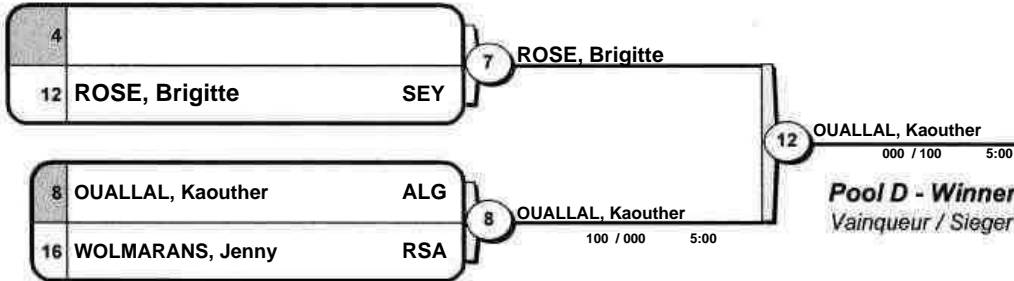 4
7
ROSE, Brigitte
12 ROSE, Brigitte SEY
12
OUALLAL, Kaouther
000 / 100 5:00
8 OUALLAL, Kaouther ALG
Pool D - Winner
Vainqueur / Sieger
8
OUALLAL, Kaouther
100 / 000 5:00
16 WOLMARANS, Jenny RSA